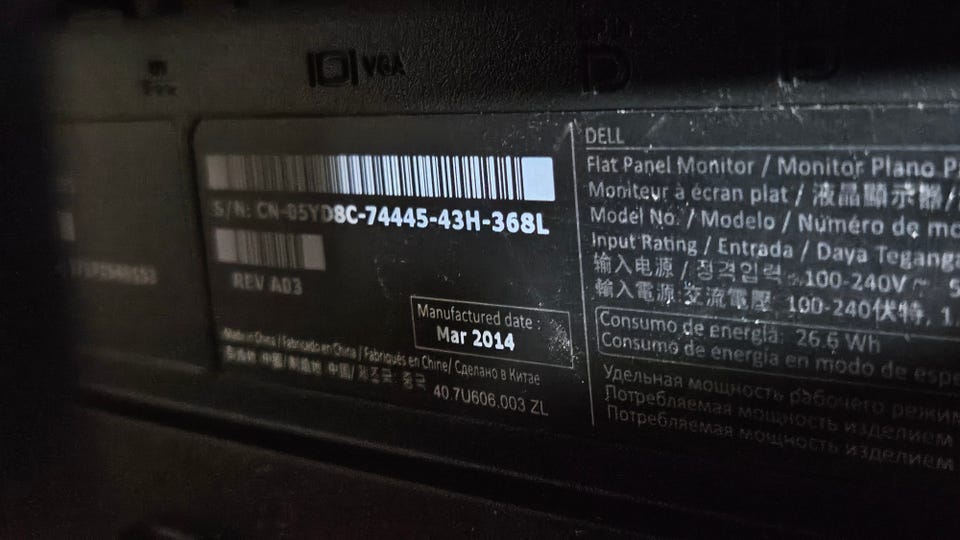 VGA
S/N: CN-05YD8C-74445-43H-368L
REV A03
Manufactured date :
Mar 2014
Made in China / Fabricado en China / Fabriqués en Chine/ Сделано в Китае
40.7U606.003 ZL
DELL
Flat Panel Monitor / Monitor Plano
Moniteur à écran plat / 液晶顯示器/
Model No. / Modelo / Número de
Input Rating / Entrada / Daya
输入电源 / 정격입력 : 100-240V ~
輸入電源 交流電壓 100-240伏特,
Consumo de energía: 26.6 Wh
Consumo de energía en modo de
Удельная мощность рабочего
Потребляемая мощность изделием
Потребляемая мощность изделием